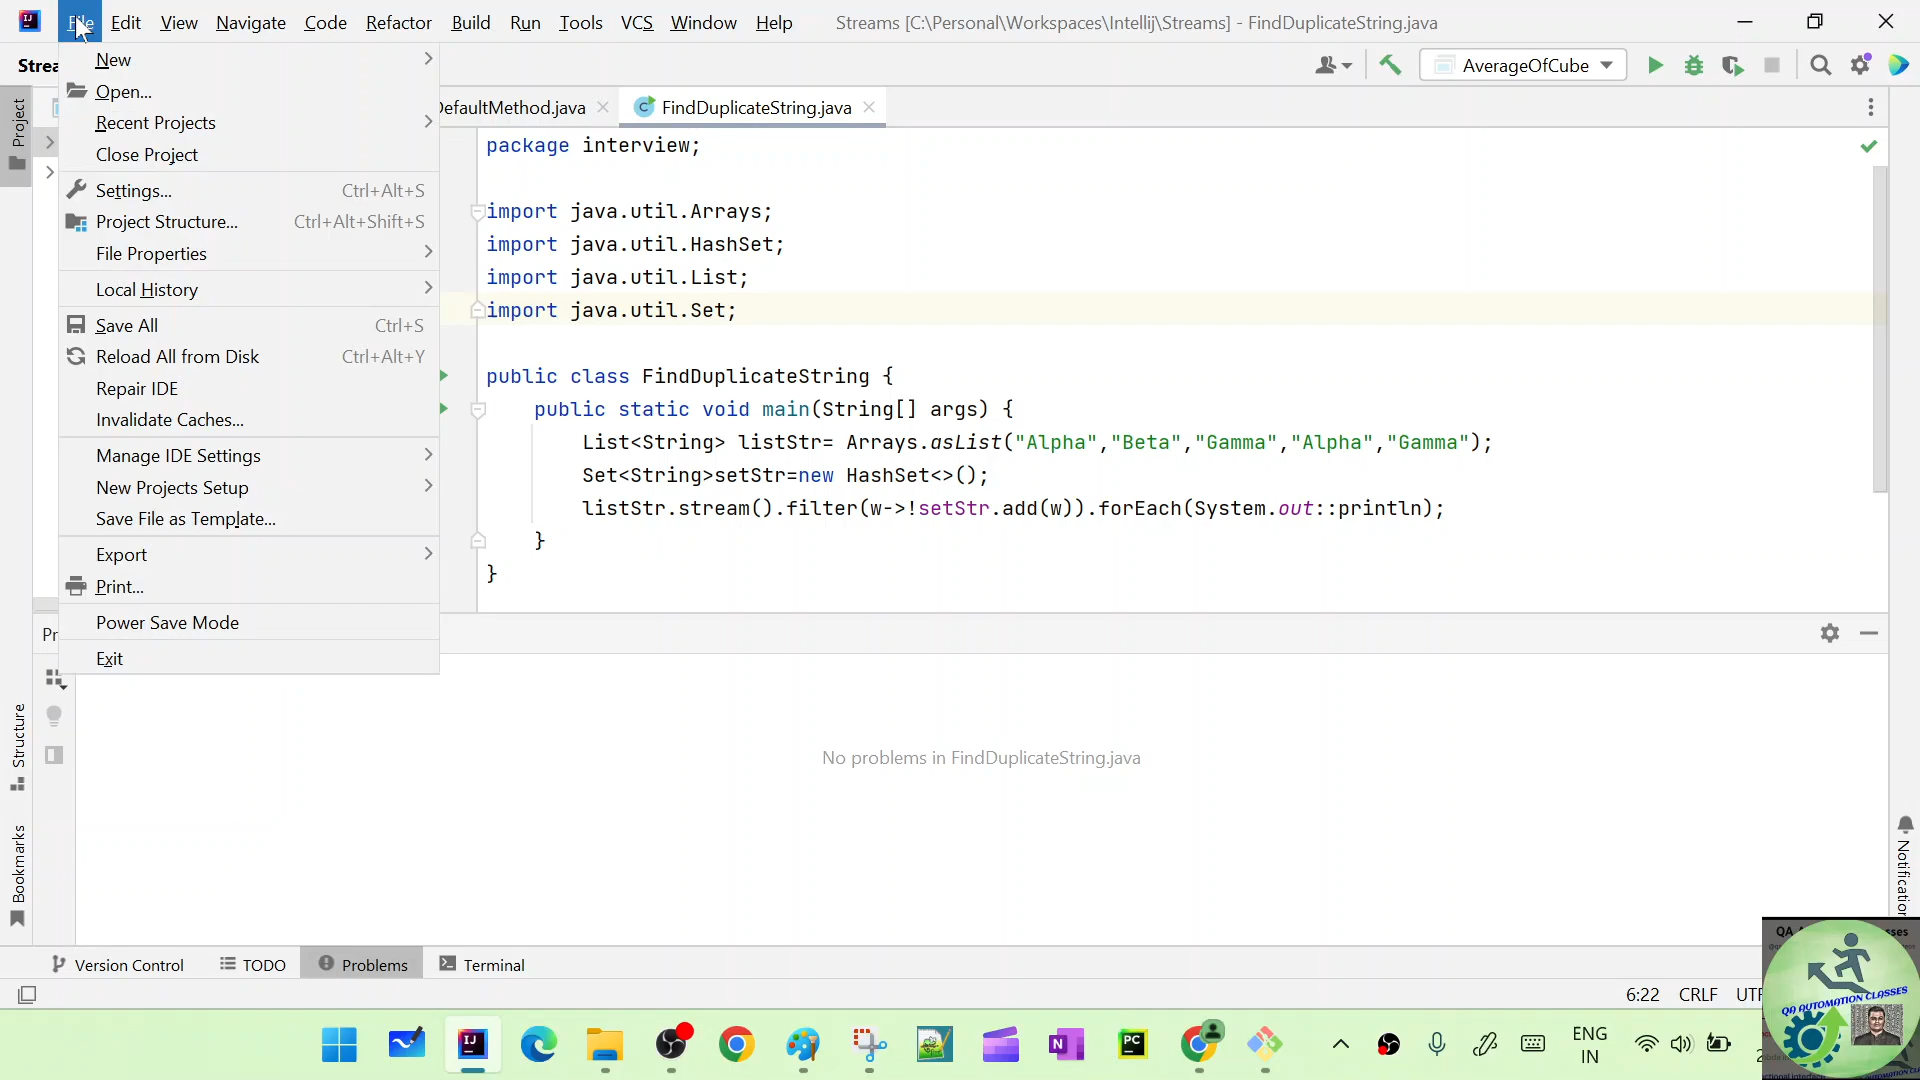 File Edit View Navigate Code Refactor Build Run Tools VCS Window Help Streams [C:\Personal\Workspaces\Intellij\Streams] - FindDuplicateString.java
AverageOfCube
New
Open...
Recent Projects
Close Project
Settings... Ctrl+Alt+S
Project Structure... Ctrl+Alt+Shift+S
File Properties
Local History
Save All Ctrl+S
Reload All from Disk Ctrl+Alt+Y
Repair IDE
Invalidate Caches...
Manage IDE Settings
New Projects Setup
Save File as Template...
Export
Print...
Power Save Mode
Exit
Project
Structure
Bookmarks
DefaultMethod.java FindDuplicateString.java
package interview;
import java.util.Arrays;
import java.util.HashSet;
import java.util.List;
import java.util.Set;
public class FindDuplicateString {
public static void main(String[] args) {
List<String> listStr= Arrays.asList("Alpha","Beta","Gamma","Alpha","Gamma");
Set<String>setStr=new HashSet<>();
listStr.stream().filter(w->!setStr.add(w)).forEach(System.out::println);
}
}
No problems in FindDuplicateString.java
Version Control TODO Problems Terminal
6:22 CRLF
ENG
IN
QA AUTOMATION CLASSES